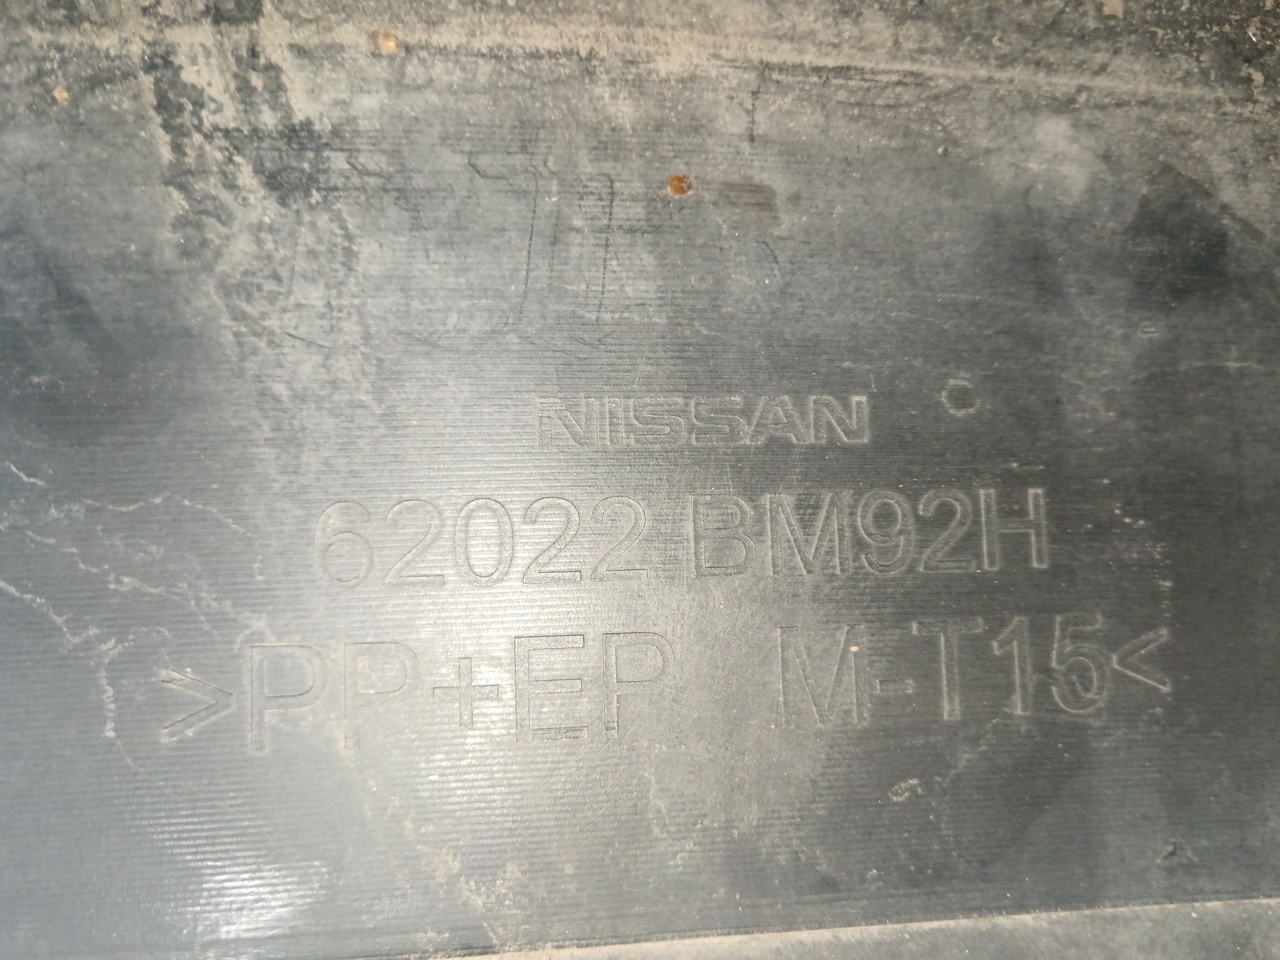 NISSAN
62022 BM92H
>PP+EP M-T15<